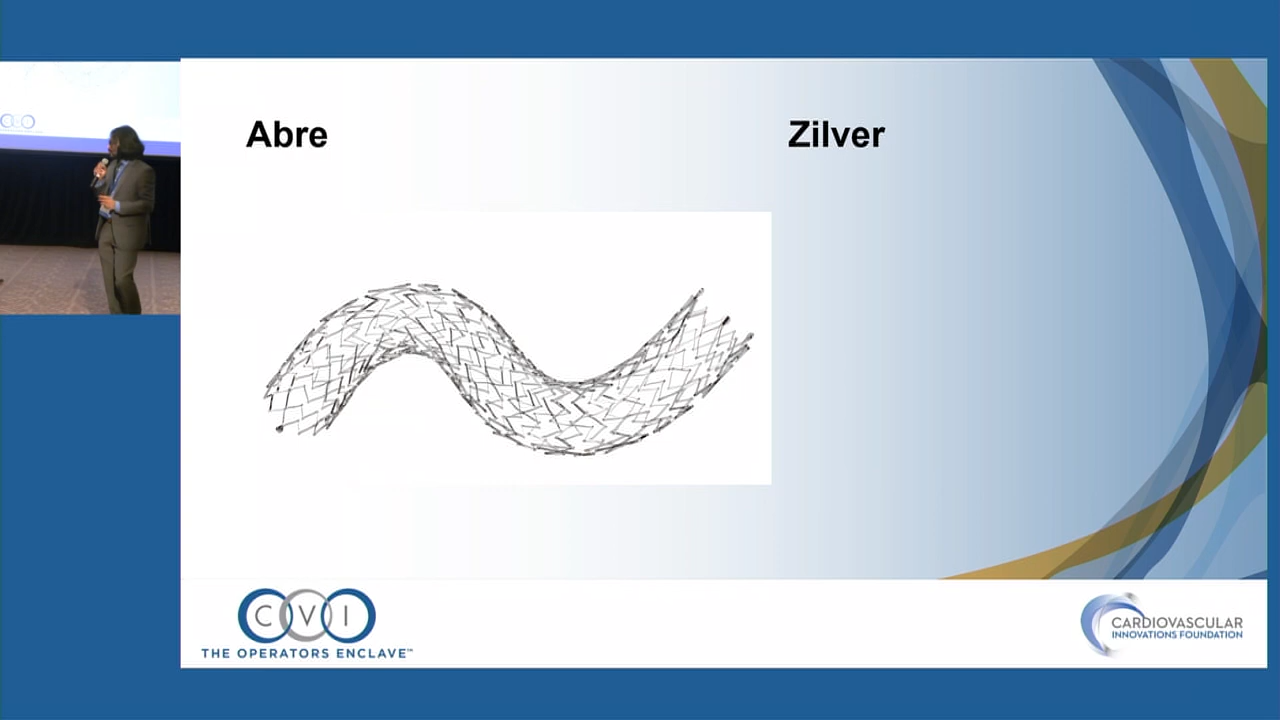 Abre
Zilver
CVI
THE OPERATORS ENCLAVE™
CARDIOVASCULAR
INNOVATIONS FOUNDATION